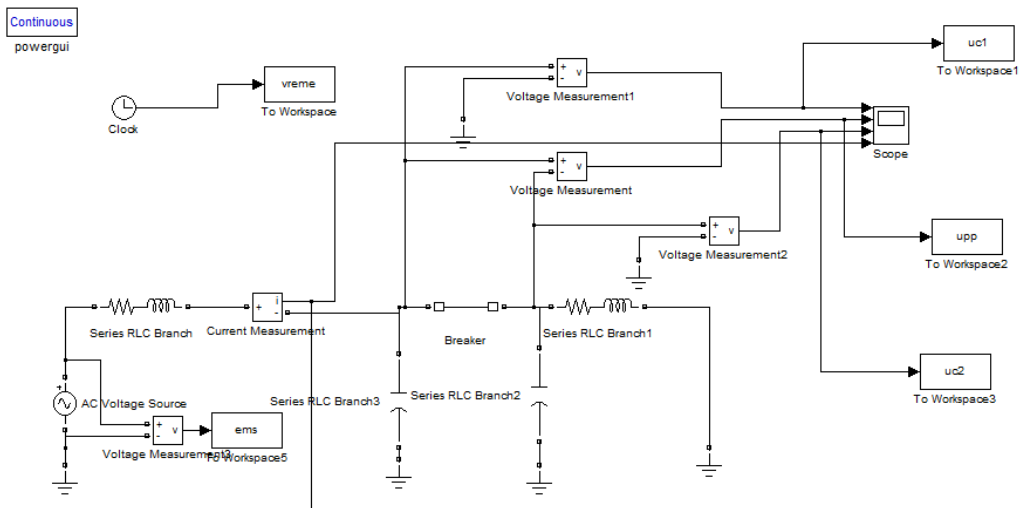 Continuous
powergui
Clock
vreme
To Workspace
+
-
v
Voltage Measurement1
uc1
To Workspace1
Scope
+
-
v
Voltage Measurement
+
-
v
Voltage Measurement2
upp
To Workspace2
Series RLC Branch
+
i
-
Current Measurement
Breaker
Series RLC Branch1
uc2
To Workspace3
+
AC Voltage Source
Series RLC Branch3
Series RLC Branch2
+
-
v
Voltage Measurement3
ems
To Workspace5